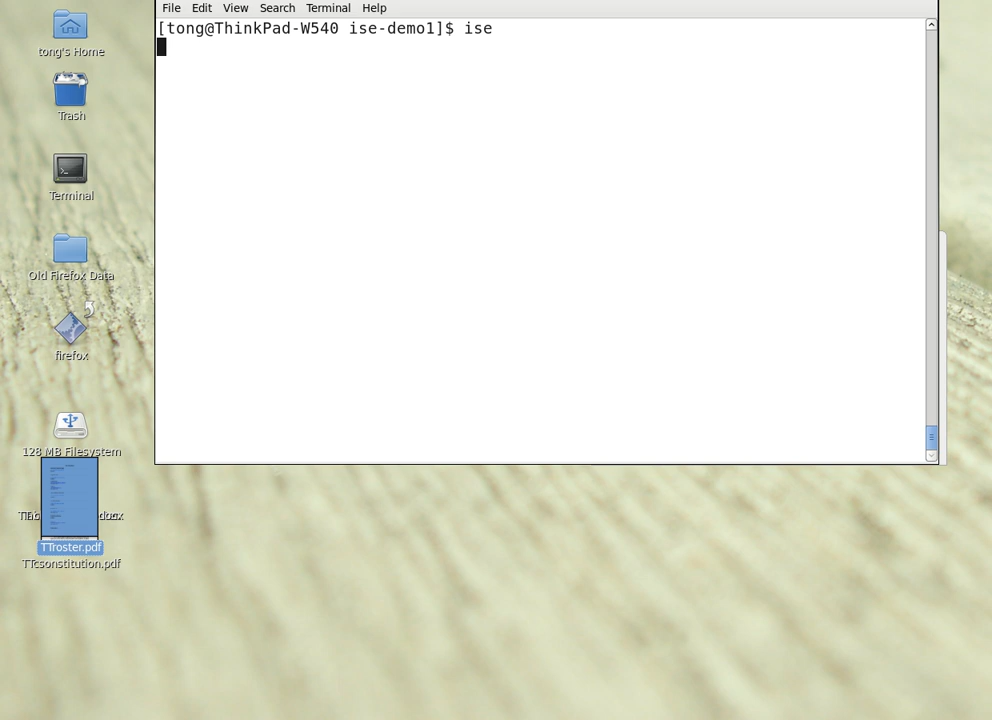 File Edit View Search Terminal Help
[tong@ThinkPad-W540 ise-demo1]$ ise
tong's Home
Trash
Terminal
Old Firefox Data
firefox
128 MB Filesystem
TTroster.pdf
TTcsonstitution.pdf